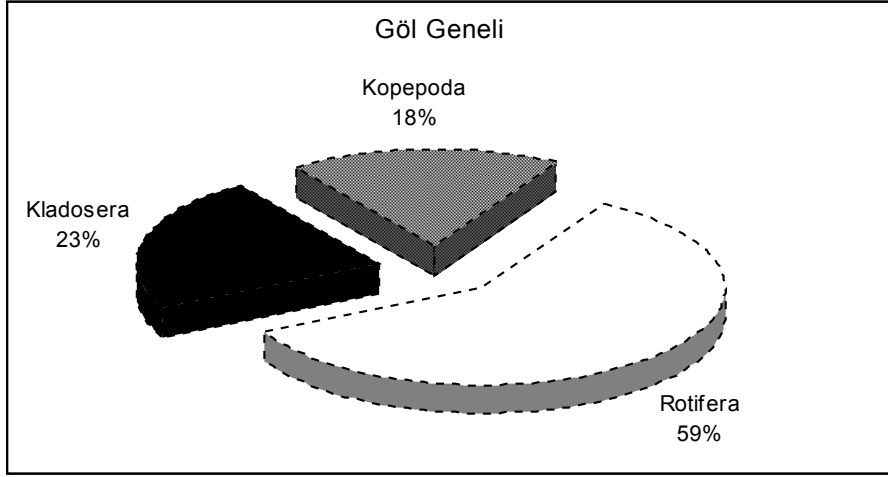 Göl Geneli
Kopepoda
18%
Kladosera
23%
Rotifera
59%